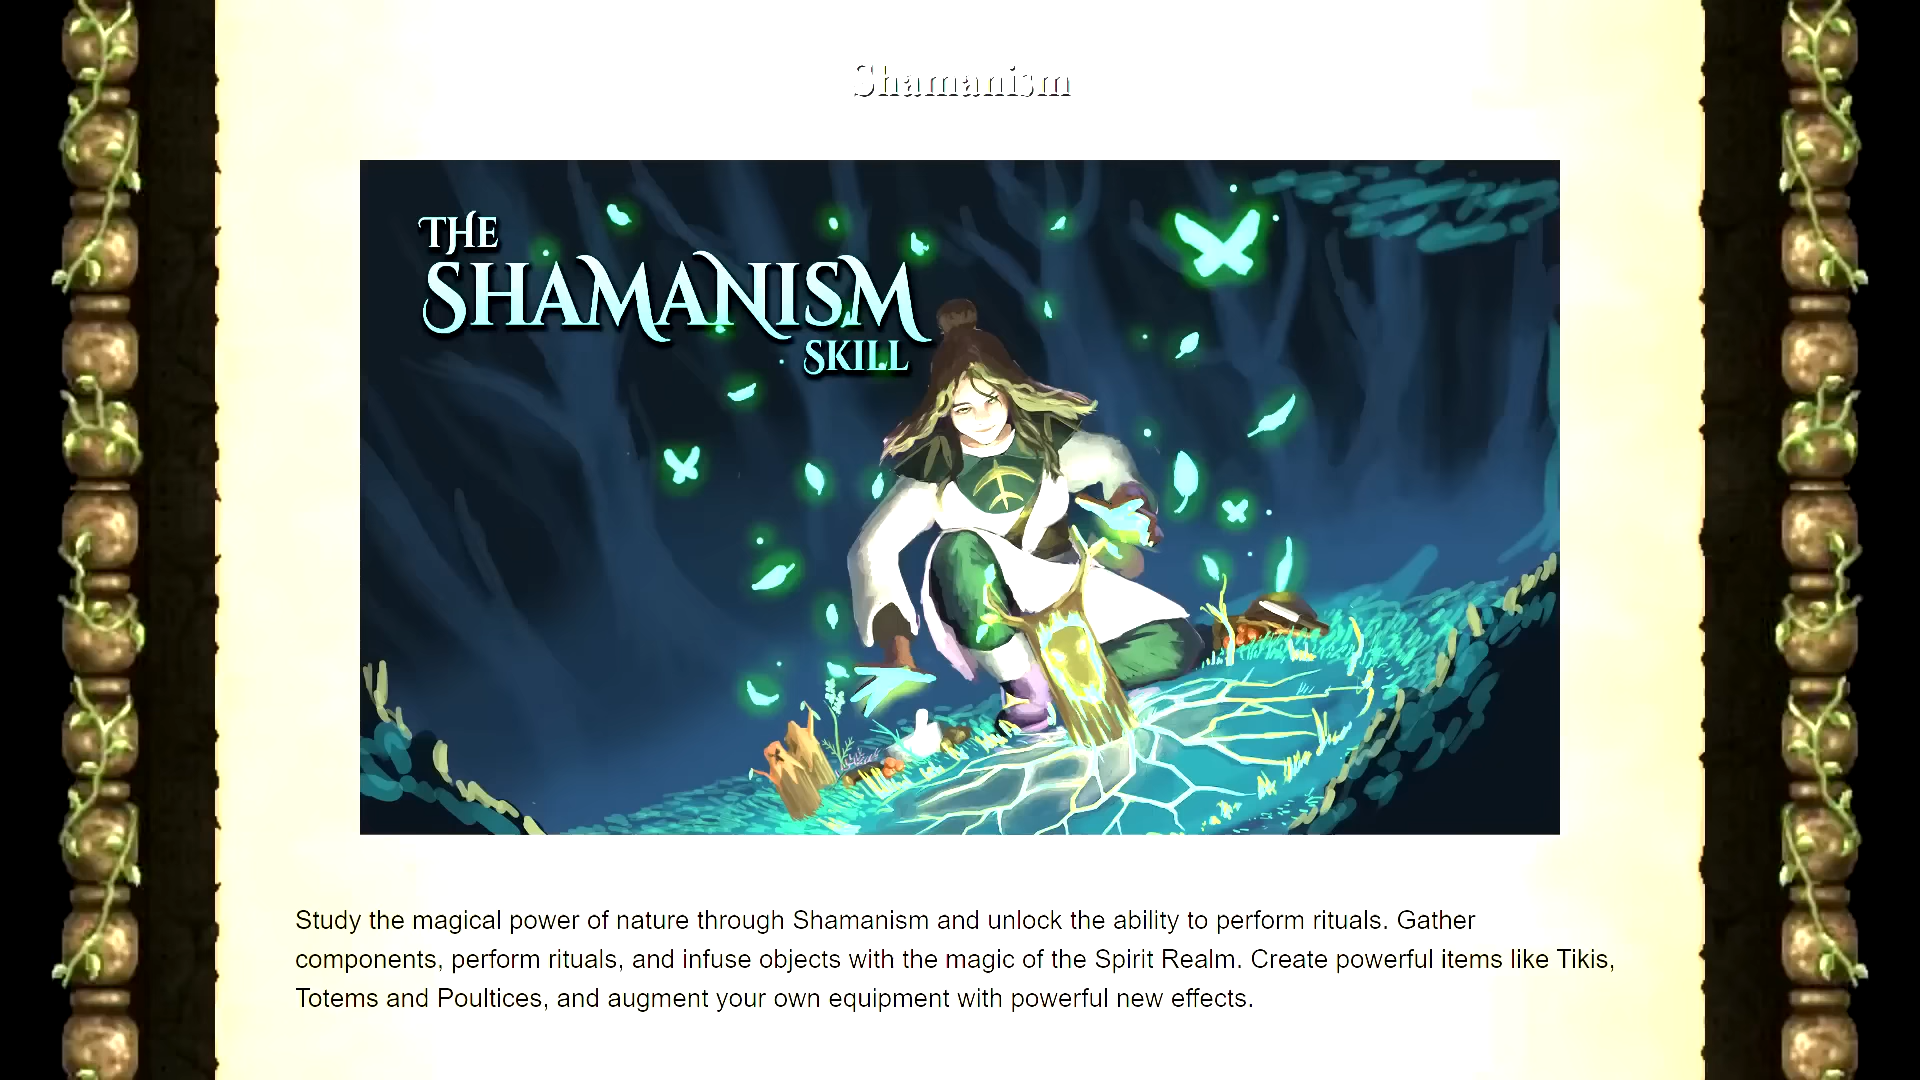 Shamanism
THE
SHAMANISM
SKILL
Study the magical power of nature through Shamanism and unlock the ability to perform rituals. Gather
components, perform rituals, and infuse objects with the magic of the Spirit Realm. Create powerful items like Tikis,
Totems and Poultices, and augment your own equipment with powerful new effects.